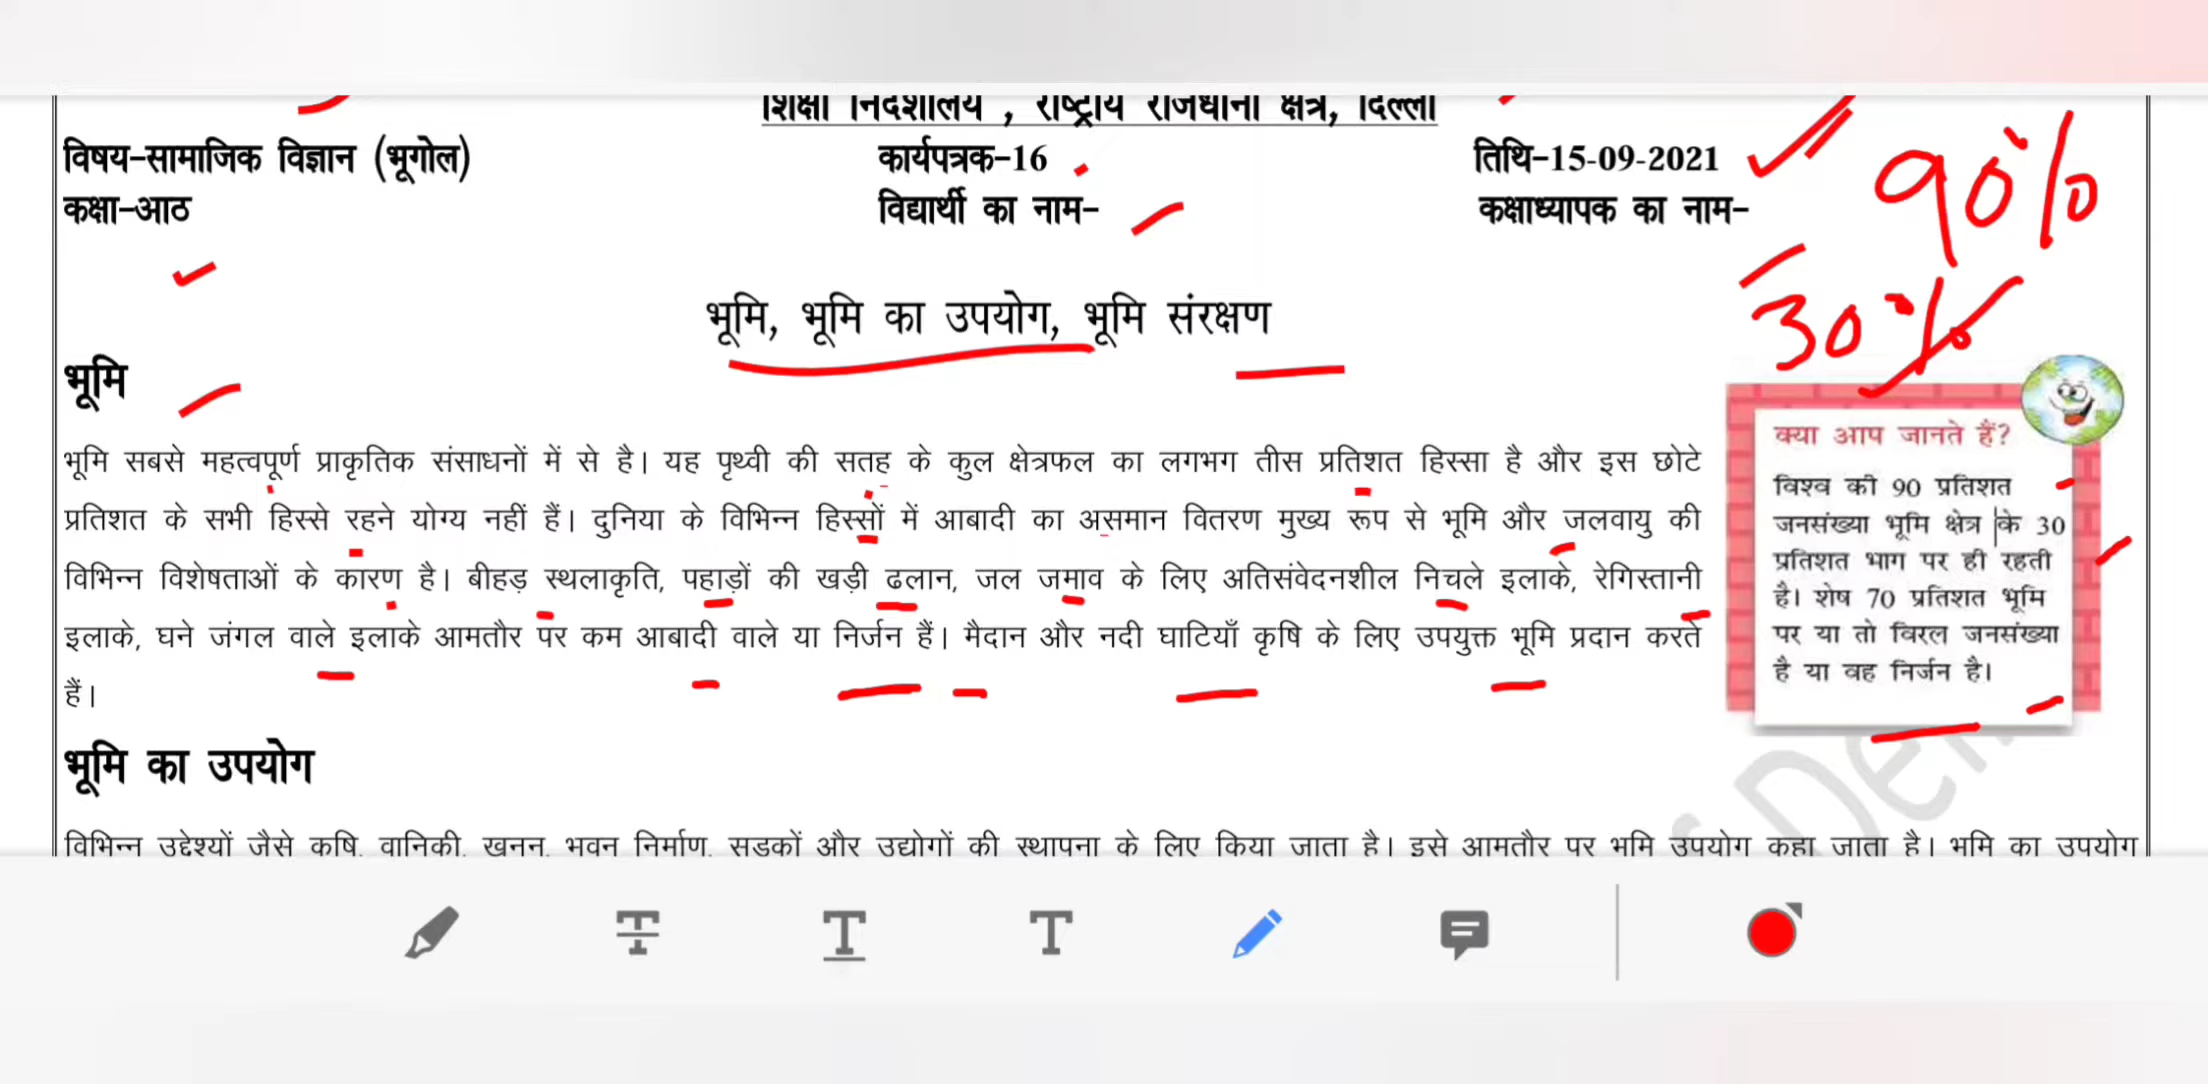 शिक्षा निदेशालय , राष्ट्रीय राजधानी क्षेत्र, दिल्ली
विषय-सामाजिक विज्ञान (भूगोल) कार्यपत्रक-16 तिथि-15-09-2021
कक्षा-आठ विद्यार्थी का नाम- कक्षाध्यापक का नाम-
90%
30%
भूमि, भूमि का उपयोग, भूमि संरक्षण
भूमि
भूमि सबसे महत्वपूर्ण प्राकृतिक संसाधनों में से है। यह पृथ्वी की सतह के कुल क्षेत्रफल का लगभग तीस प्रतिशत हिस्सा है और इस छोटे
प्रतिशत के सभी हिस्से रहने योग्य नहीं हैं। दुनिया के विभिन्न हिस्सों में आबादी का असमान वितरण मुख्य रूप से भूमि और जलवायु की
विभिन्न विशेषताओं के कारण है। बीहड़ स्थलाकृति, पहाड़ों की खड़ी ढलान, जल जमाव के लिए अतिसंवेदनशील निचले इलाके, रेगिस्तानी
इलाके, घने जंगल वाले इलाके आमतौर पर कम आबादी वाले या निर्जन हैं। मैदान और नदी घाटियाँ कृषि के लिए उपयुक्त भूमि प्रदान करते
हैं।
क्या आप जानते हैं?
विश्व की 90 प्रतिशत
जनसंख्या भूमि क्षेत्र के 30
प्रतिशत भाग पर ही रहती
है। शेष 70 प्रतिशत भूमि
पर या तो विरल जनसंख्या
है या वह निर्जन है।
भूमि का उपयोग
विभिन्न उद्देश्यों जैसे कृषि, वानिकी, खनन, भवन निर्माण, सड़कों और उद्योगों की स्थापना के लिए किया जाता है। इसे आमतौर पर भूमि उपयोग कहा जाता है। भूमि का उपयोग